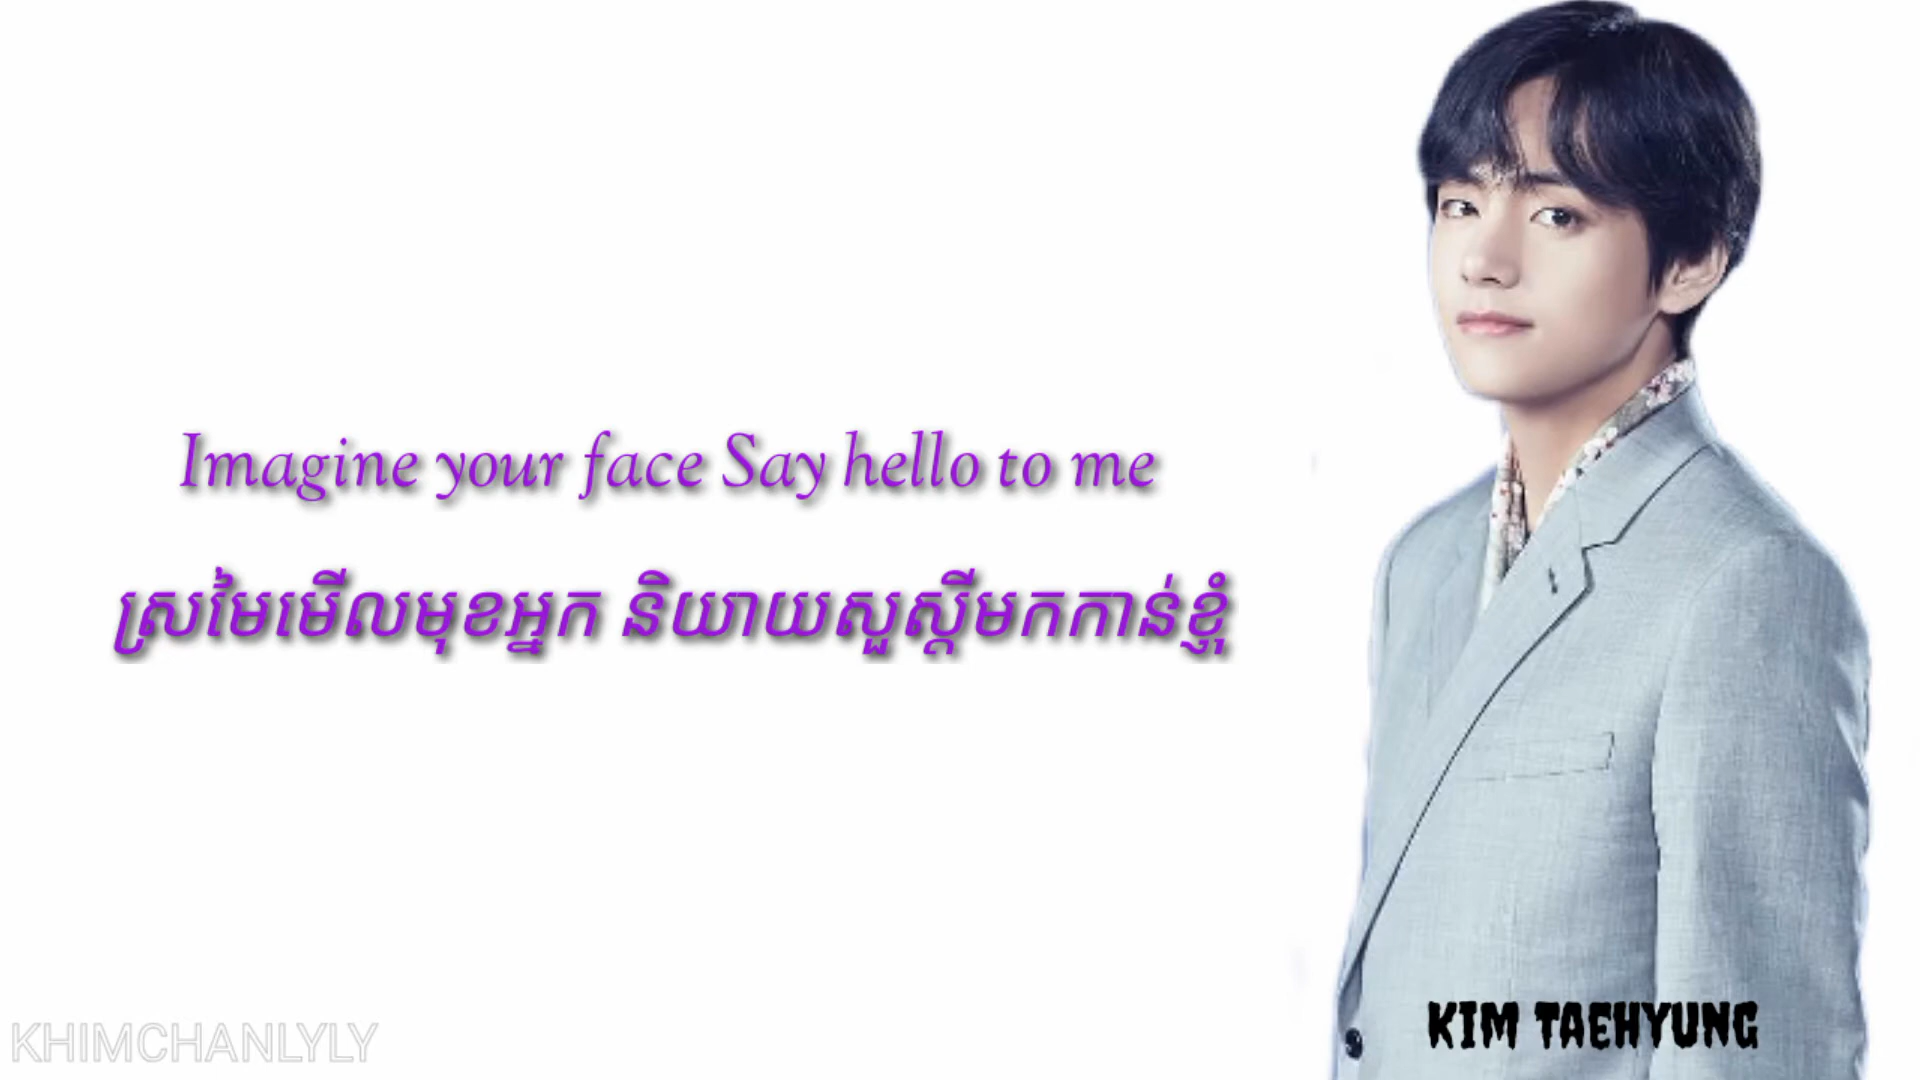 Imagine your face Say hello to me
ស្រមៃមើលមុខអ្នក និយាយសួស្ដីមកកាន់ខ្ញុំ
KIM TAEHYUNG
KHIMCHANLYLY